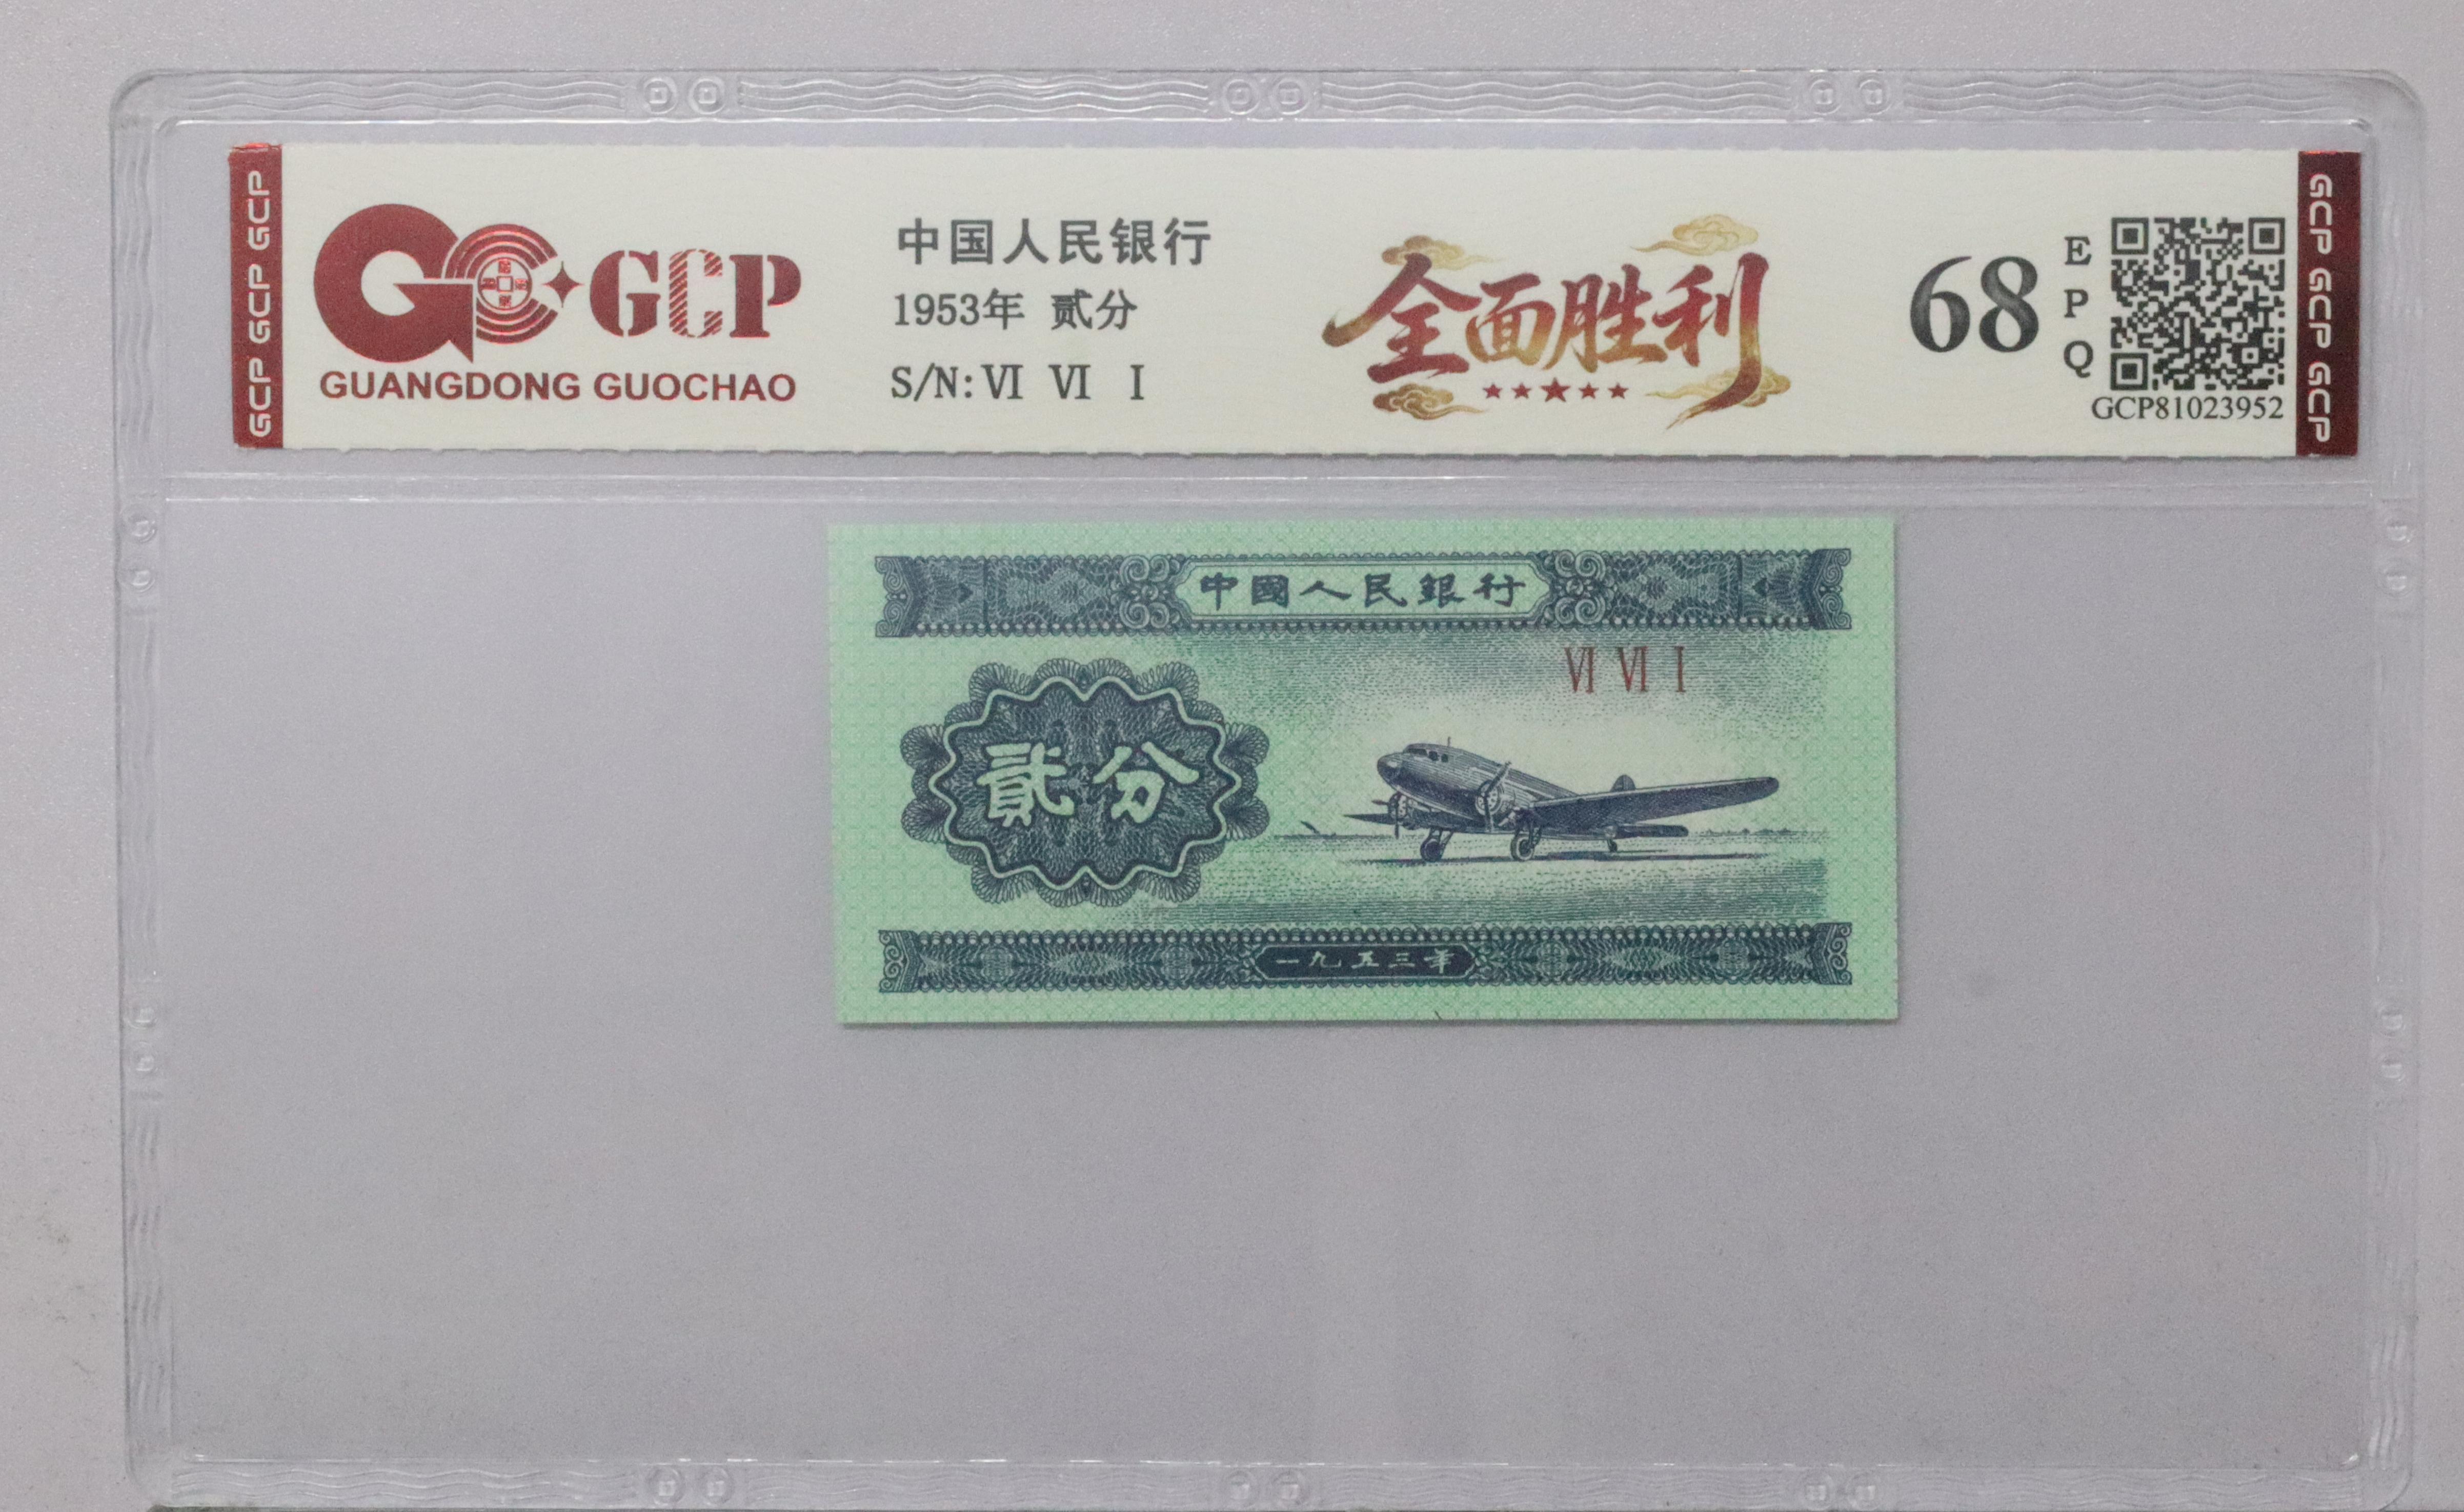 GCP GCP GCP
GCP
GUANGDONG GUOCHAO
中国人民银行
1953年 贰分
S/N:Ⅵ Ⅵ Ⅰ
全面胜利
68
E
P
Q
GCP81023952
GCP GCP GCP
中國人民銀行
Ⅵ Ⅵ Ⅰ
貳分
一九五三年